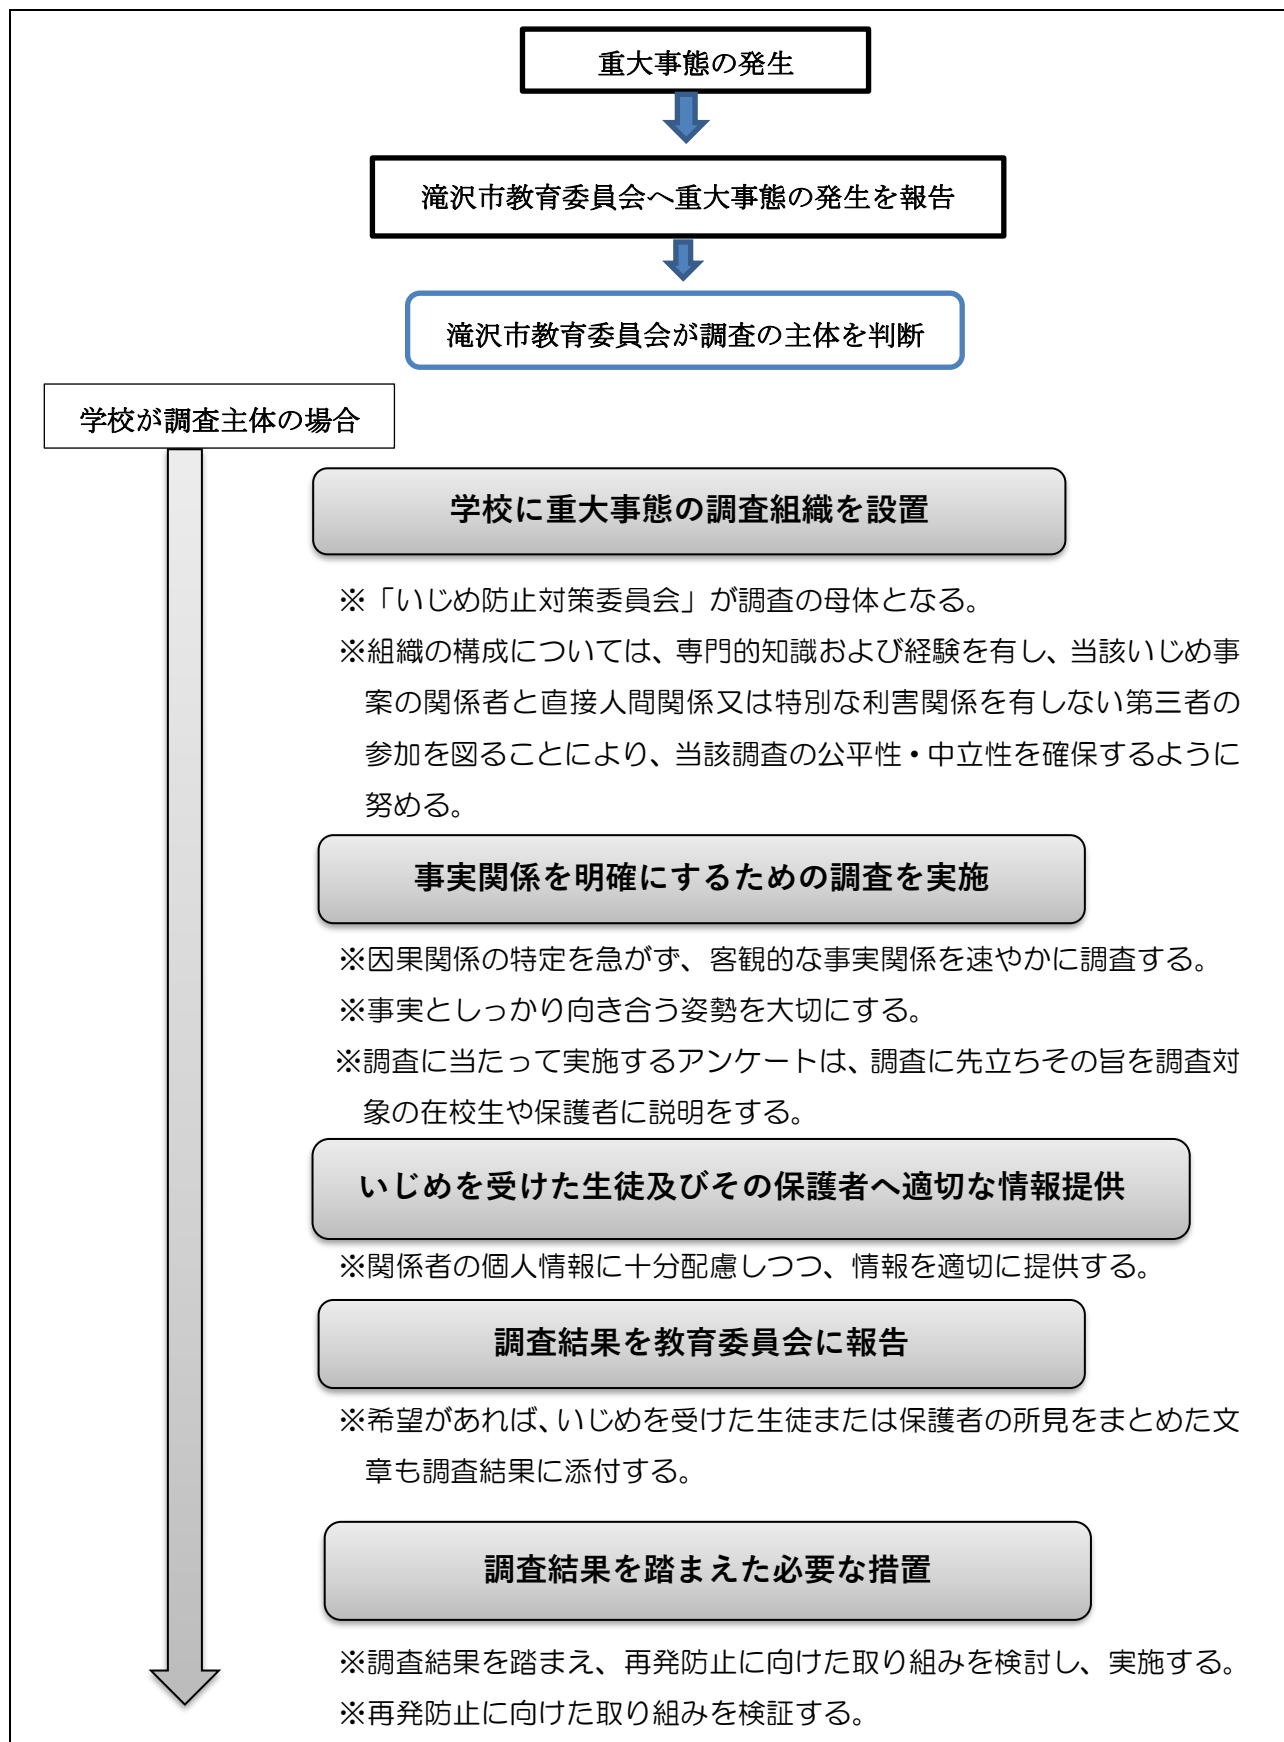 重大事態の発生
滝沢市教育委員会へ重大事態の発生を報告
滝沢市教育委員会が調査の主体を判断
学校が調査主体の場合
学校に重大事態の調査組織を設置
※「いじめ防止対策委員会」が調査の母体となる。
※組織の構成については、専門的知識および経験を有し、当該いじめ事
案の関係者と直接人間関係又は特別な利害関係を有しない第三者の
参加を図ることにより、当該調査の公平性・中立性を確保するように
努める。
事実関係を明確にするための調査を実施
※因果関係の特定を急がず、客観的な事実関係を速やかに調査する。
※事実としっかり向き合う姿勢を大切にする。
※調査に当たって実施するアンケートは、調査に先立ちその旨を調査対
象の在校生や保護者に説明をする。
いじめを受けた生徒及びその保護者へ適切な情報提供
※関係者の個人情報に十分配慮しつつ、情報を適切に提供する。
調査結果を教育委員会に報告
※希望があれば、いじめを受けた生徒または保護者の所見をまとめた文
章も調査結果に添付する。
調査結果を踏まえた必要な措置
※調査結果を踏まえ、再発防止に向けた取り組みを検討し、実施する。
※再発防止に向けた取り組みを検証する。